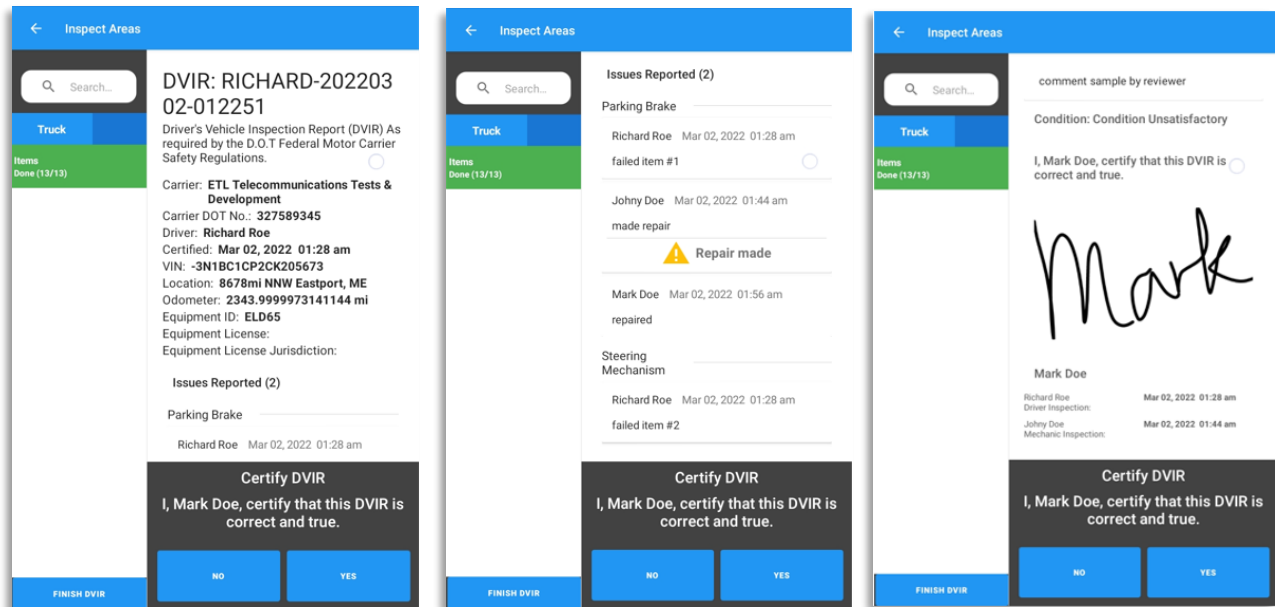 Inspect Areas
Search...
Truck
Items
Done (13/13)
DVIR: RICHARD-202203
02-012251
Driver's Vehicle Inspection Report (DVIR) As
required by the D.O.T Federal Motor Carrier
Safety Regulations.
Carrier: ETL Telecommunications Tests &
Development
Carrier DOT No.: 327589345
Driver: Richard Roe
Certified: Mar 02, 2022 01:28 am
VIN: -3N1BC1CP2CK205673
Location: 8678mi NNW Eastport, ME
Odometer: 2343.9999973141144 mi
Equipment ID: ELD65
Equipment License:
Equipment License Jurisdiction:
Issues Reported (2)
Parking Brake
Richard Roe Mar 02, 2022 01:28 am
Certify DVIR
I, Mark Doe, certify that this DVIR is
correct and true.
NO YES
FINISH DVIR
Inspect Areas
Search...
Truck
Items
Done (13/13)
Issues Reported (2)
Parking Brake
Richard Roe Mar 02, 2022 01:28 am
failed item #1
Johny Doe Mar 02, 2022 01:44 am
made repair
Repair made
Mark Doe Mar 02, 2022 01:56 am
repaired
Steering
Mechanism
Richard Roe Mar 02, 2022 01:28 am
failed item #2
Certify DVIR
I, Mark Doe, certify that this DVIR is
correct and true.
NO YES
FINISH DVIR
Inspect Areas
Search...
Truck
Items
Done (13/13)
comment sample by reviewer
Condition: Condition Unsatisfactory
I, Mark Doe, certify that this DVIR is
correct and true.
Mark
Mark Doe
Richard Roe Mar 02, 2022 01:28 am
Driver Inspection:
Johny Doe Mar 02, 2022 01:44 am
Mechanic Inspection:
Certify DVIR
I, Mark Doe, certify that this DVIR is
correct and true.
NO YES
FINISH DVIR